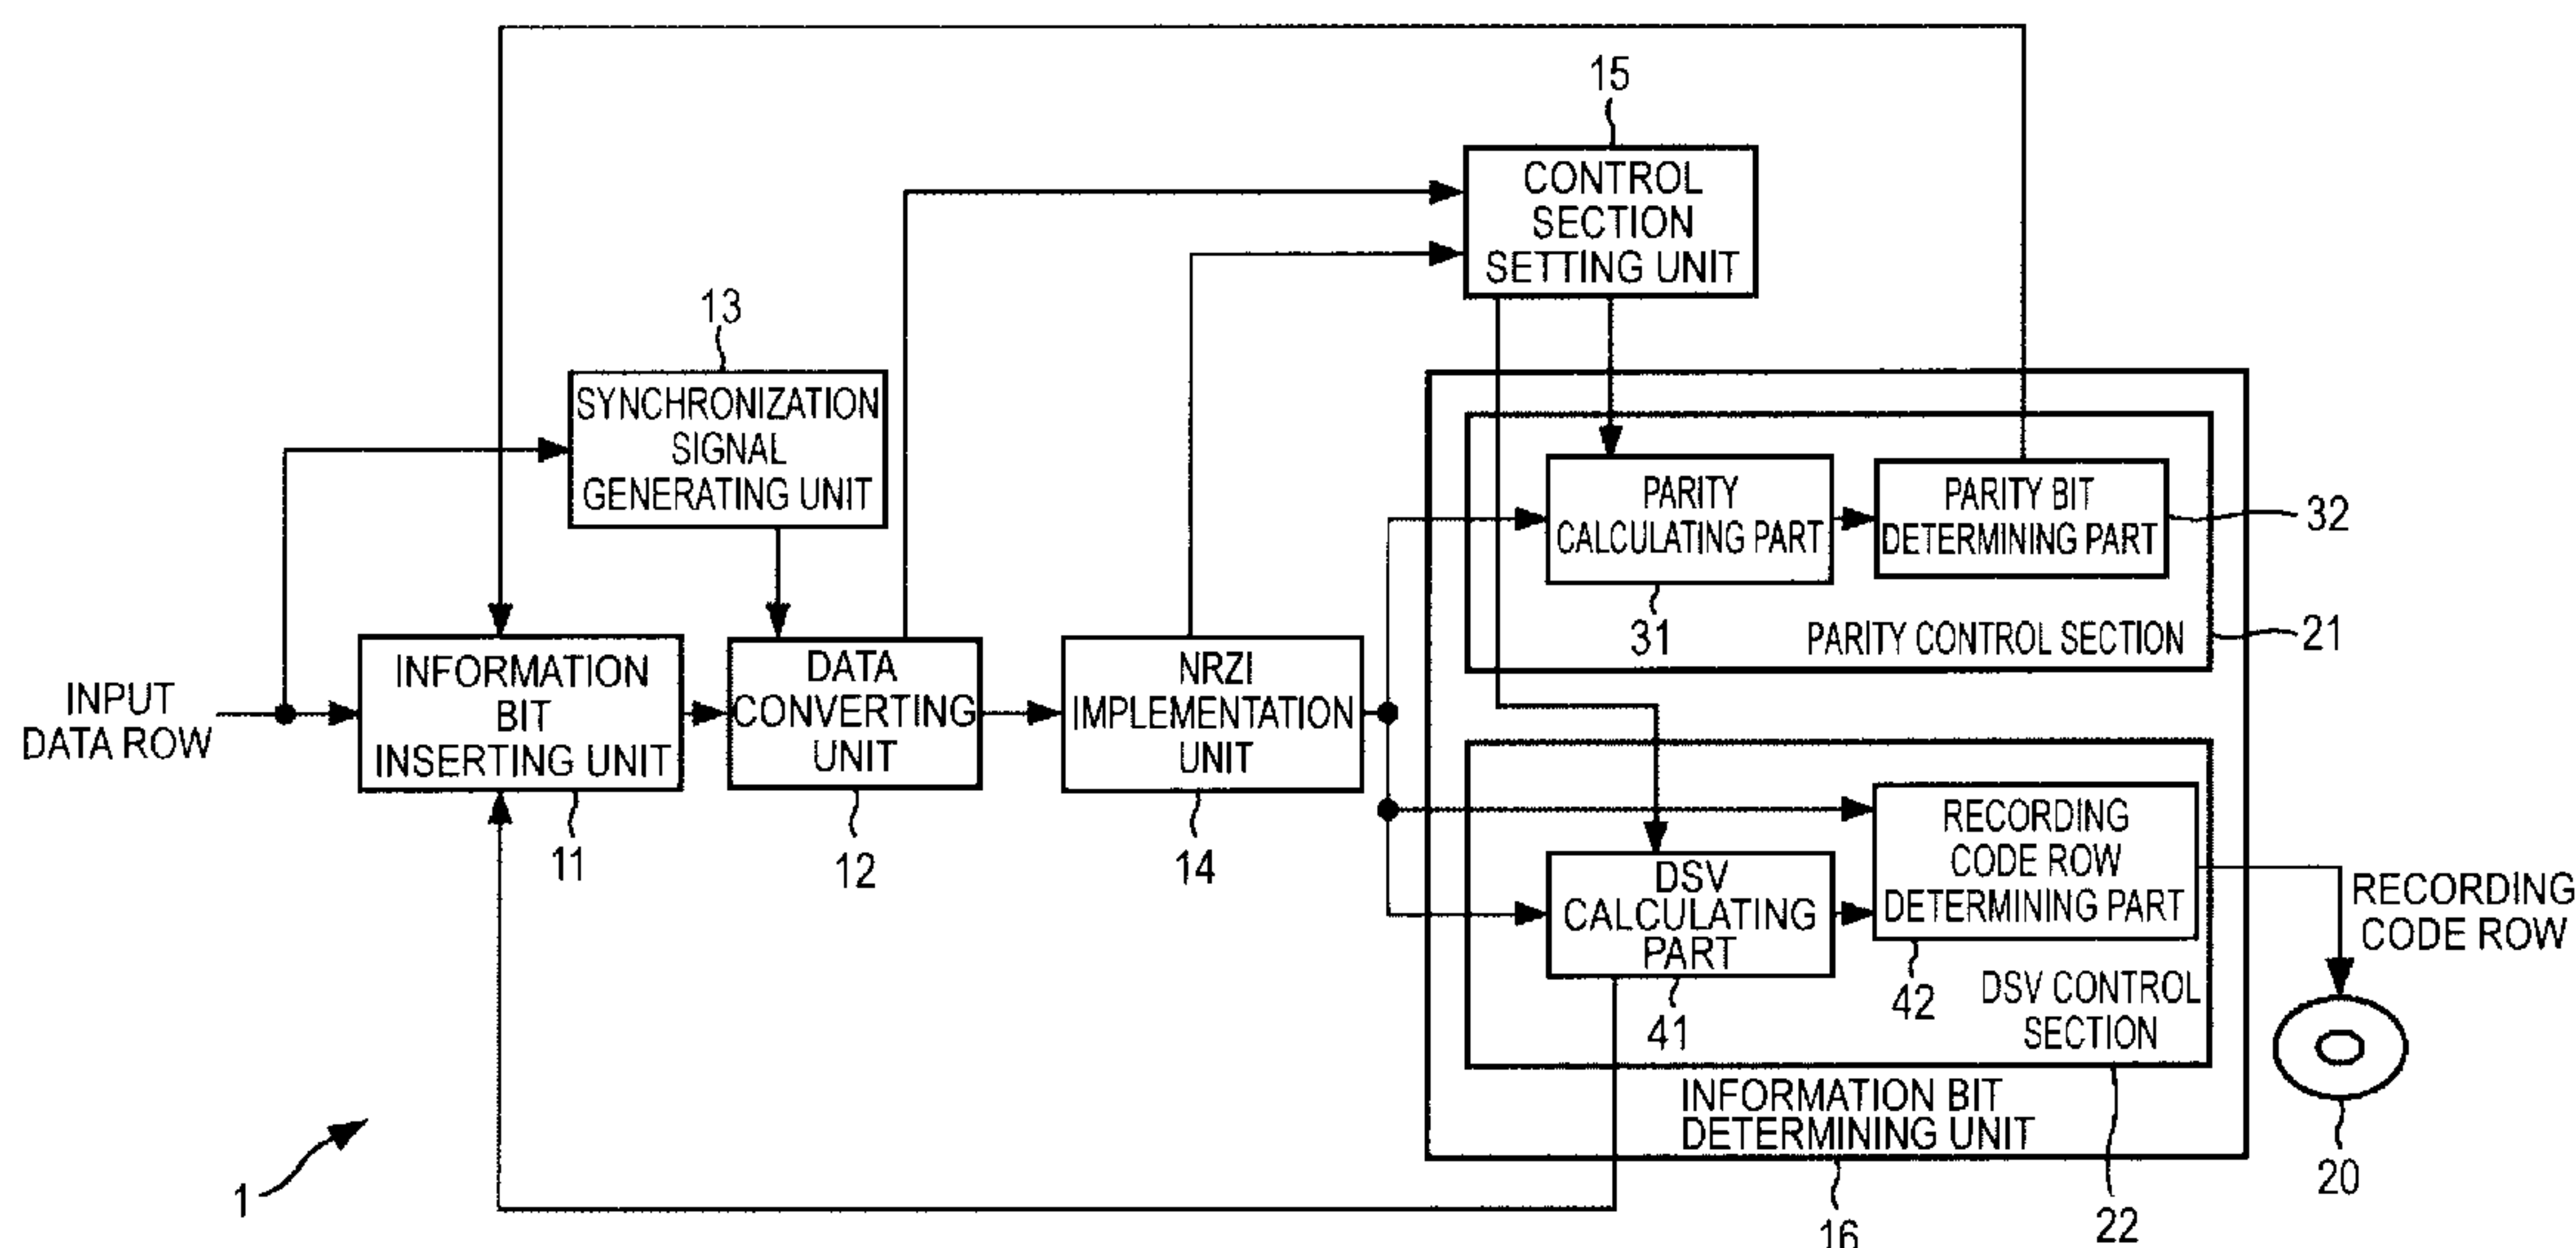 15
CONTROL
SECTION
SETTING UNIT
13
SYNCHRONIZATION
SIGNAL
GENERATING UNIT
PARITY
CALCULATING PART
31
PARITY BIT
DETERMINING PART
32
PARITY CONTROL SECTION
21
INPUT
DATA ROW
INFORMATION
BIT
INSERTING UNIT
11
DATA
CONVERTING
UNIT
12
NRZI
IMPLEMENTATION
UNIT
14
DSV
CALCULATING
PART
41
RECORDING
CODE ROW
DETERMINING PART
42
DSV CONTROL
SECTION
22
INFORMATION BIT
DETERMINING UNIT
16
RECORDING
CODE ROW
20
1